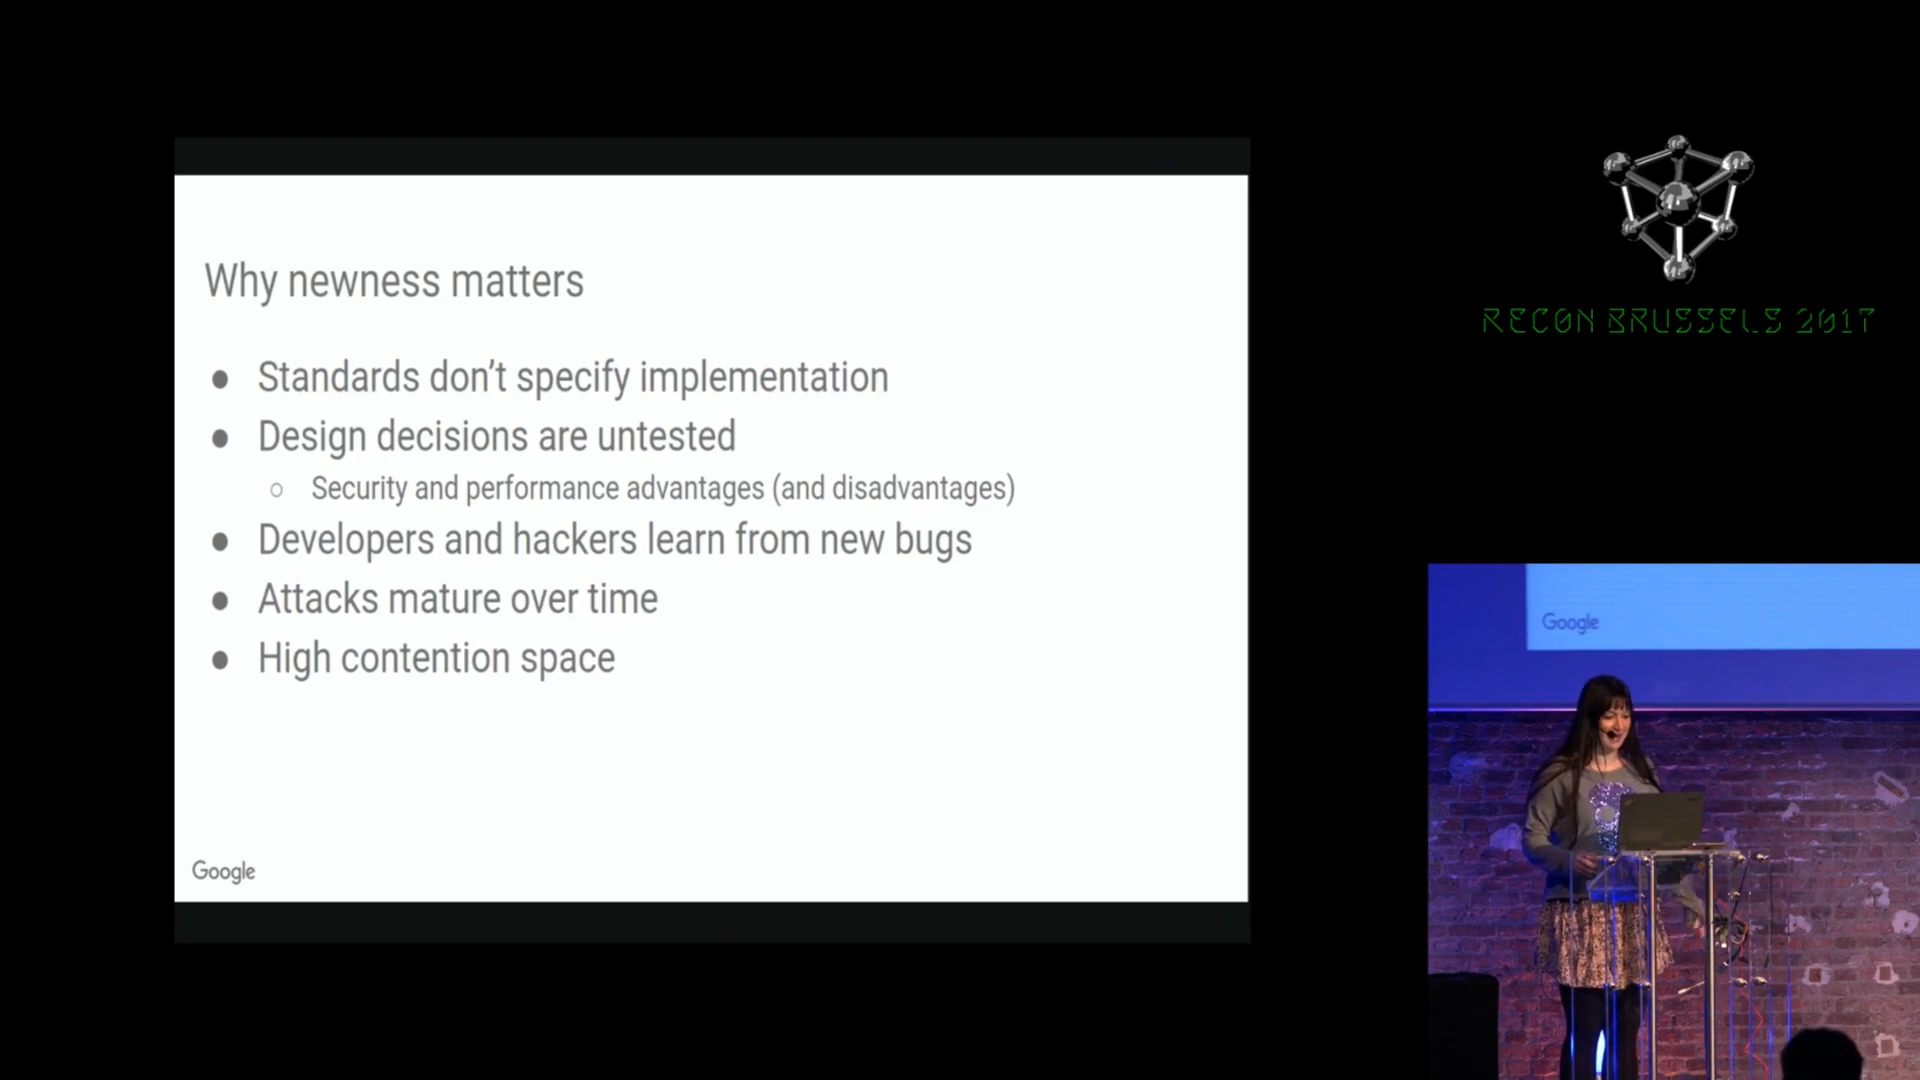 Why newness matters
● Standards don’t specify implementation
● Design decisions are untested
○ Security and performance advantages (and disadvantages)
● Developers and hackers learn from new bugs
● Attacks mature over time
● High contention space
Google
RECON BRUSSELS 2017
Google